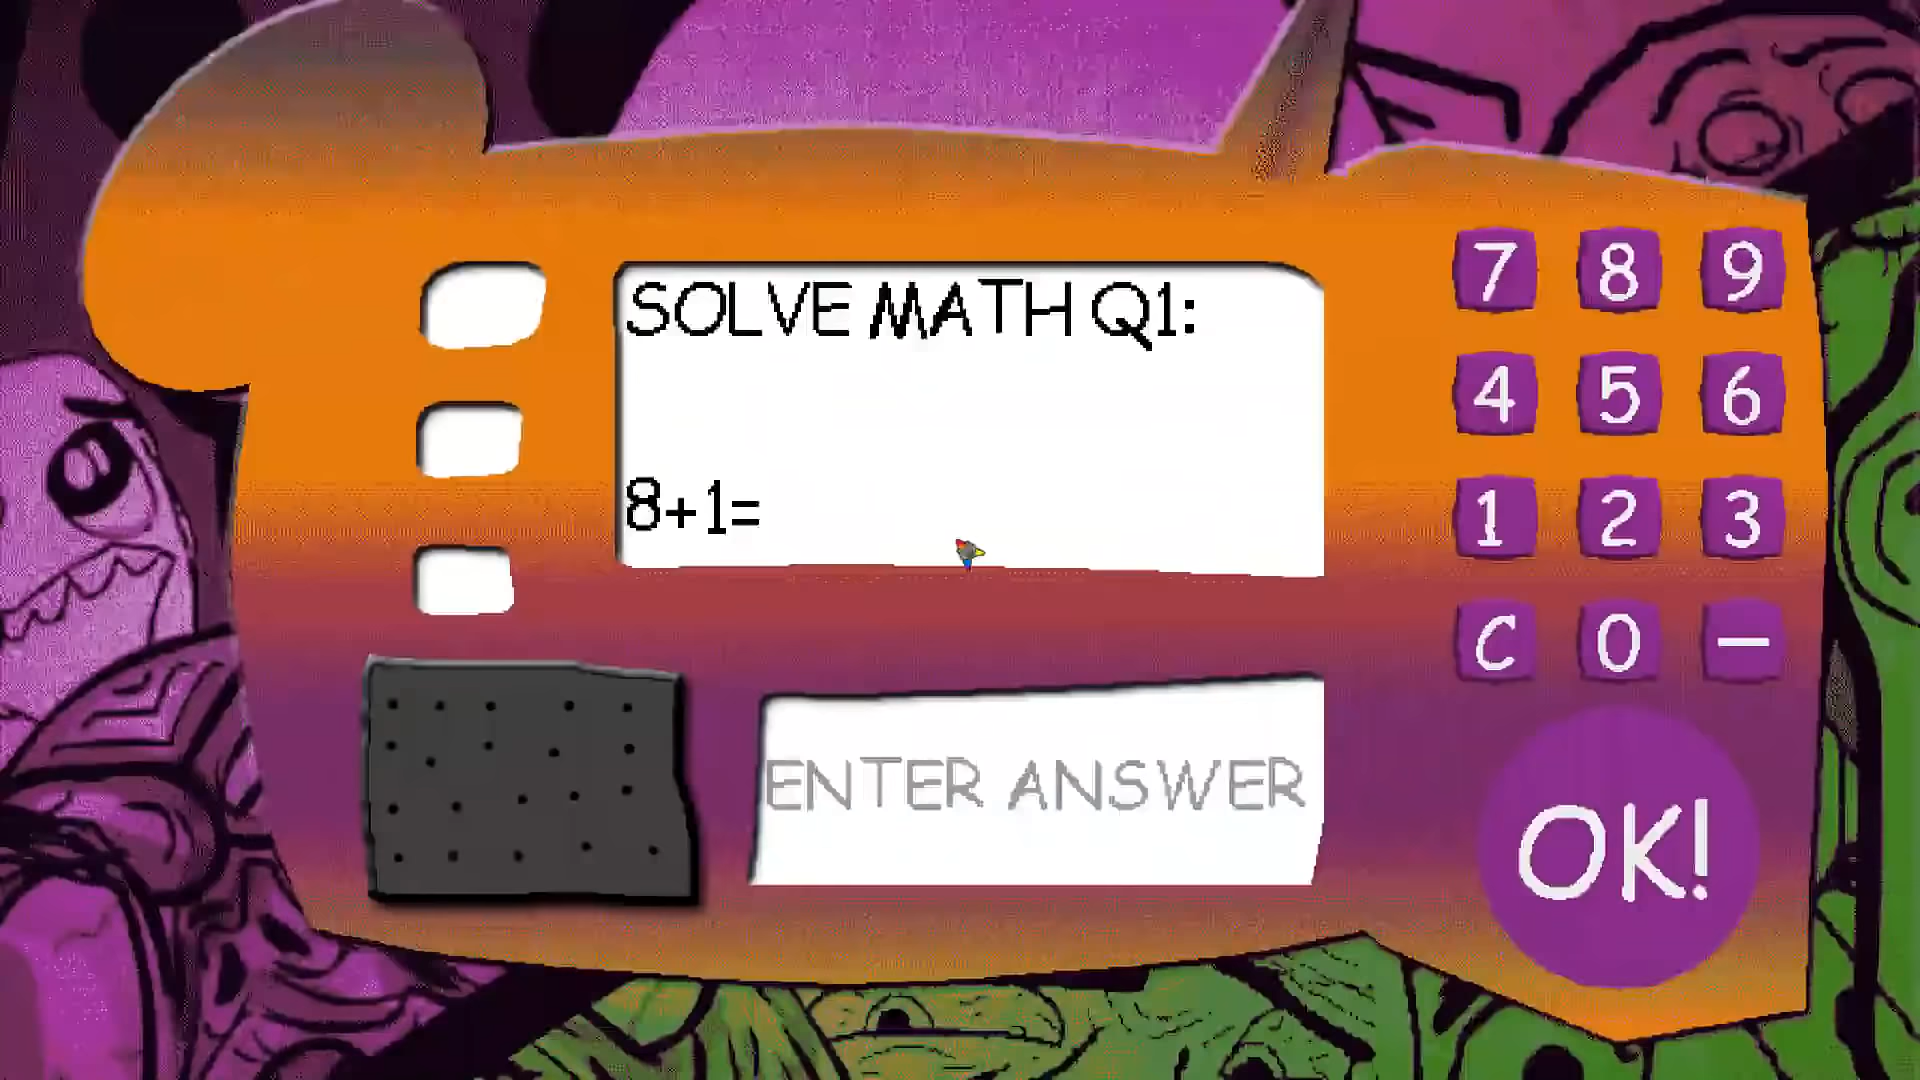 SOLVE MATH Q1:
8+1=
7 8 9
4 5 6
1 2 3
C 0 −
ENTER ANSWER
OK!